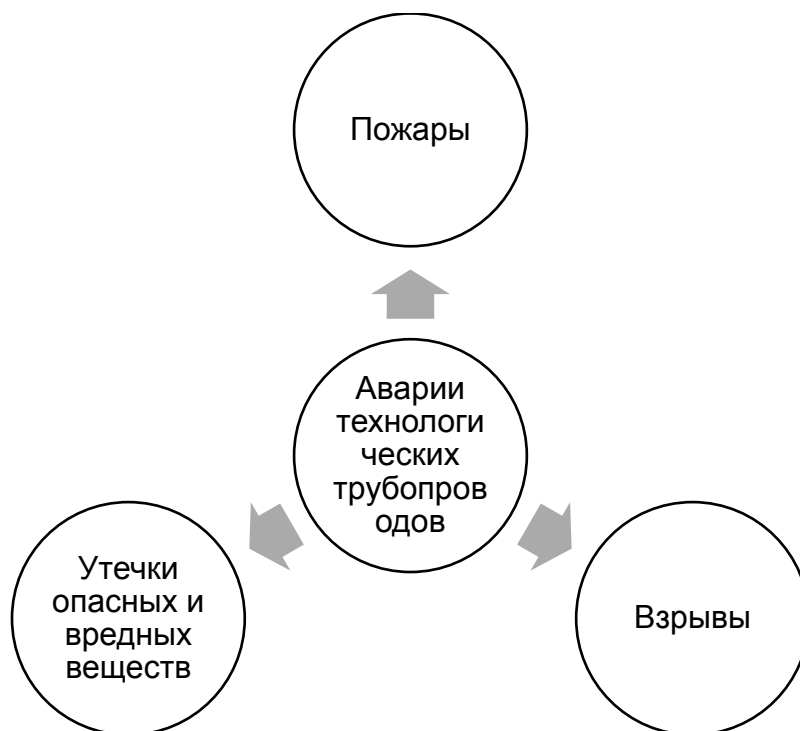 Пожары
Аварии
технологи
ческих
трубопров
одов
Утечки
опасных и
вредных
веществ
Взрывы